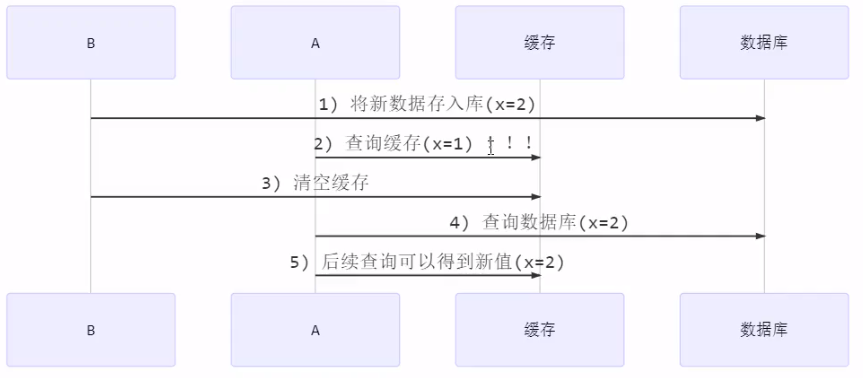 B A 缓存 数据库
1) 将新数据存入库(x=2)
2) 查询缓存(x=1) !!!
3) 清空缓存
4) 查询数据库(x=2)
5) 后续查询可以得到新值(x=2)
B A 缓存 数据库